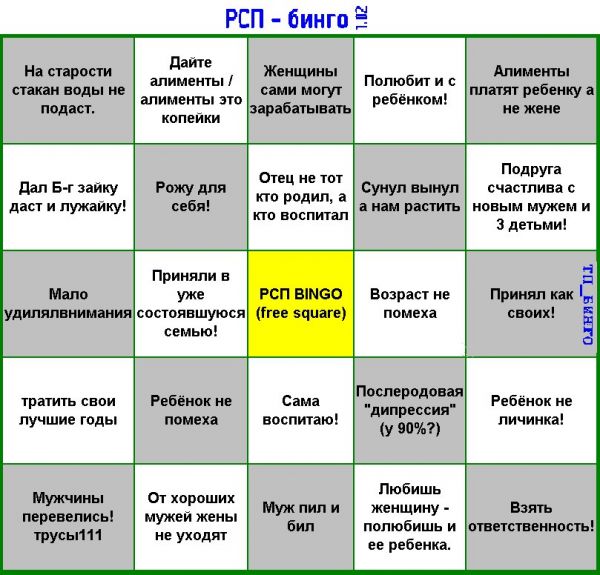 РСП - бинго 1.02
На старости
стакан воды не
подаст.
Дайте
алименты /
алименты это
копейки
Женщины
сами могут
зарабатывать
Полюбит и с
ребёнком!
Алименты
платят ребенку а
не жене
Дал Б-г зайку
даст и лужайку!
Рожу для
себя!
Отец не тот
кто родил, а
кто воспитал
Сунул вынул
а нам растить
Подруга
счастлива с
новым мужем и
3 детьми!
Мало
удилялвнимания
Приняли в
уже
состоявшуюся
семью!
РСП BINGO
(free square)
Возраст не
помеха
Принял как
своих!
ТП_БИНГО
тратить свои
лучшие годы
Ребёнок не
помеха
Сама
воспитаю!
Послеродовая
"дипрессия"
(у 90%?)
Ребёнок не
личинка!
Мужчины
перевелись!
трусы111
От хороших
мужей жены
не уходят
Муж пил и
бил
Любишь
женщину -
полюбишь и
ее ребенка.
Взять
ответственность!